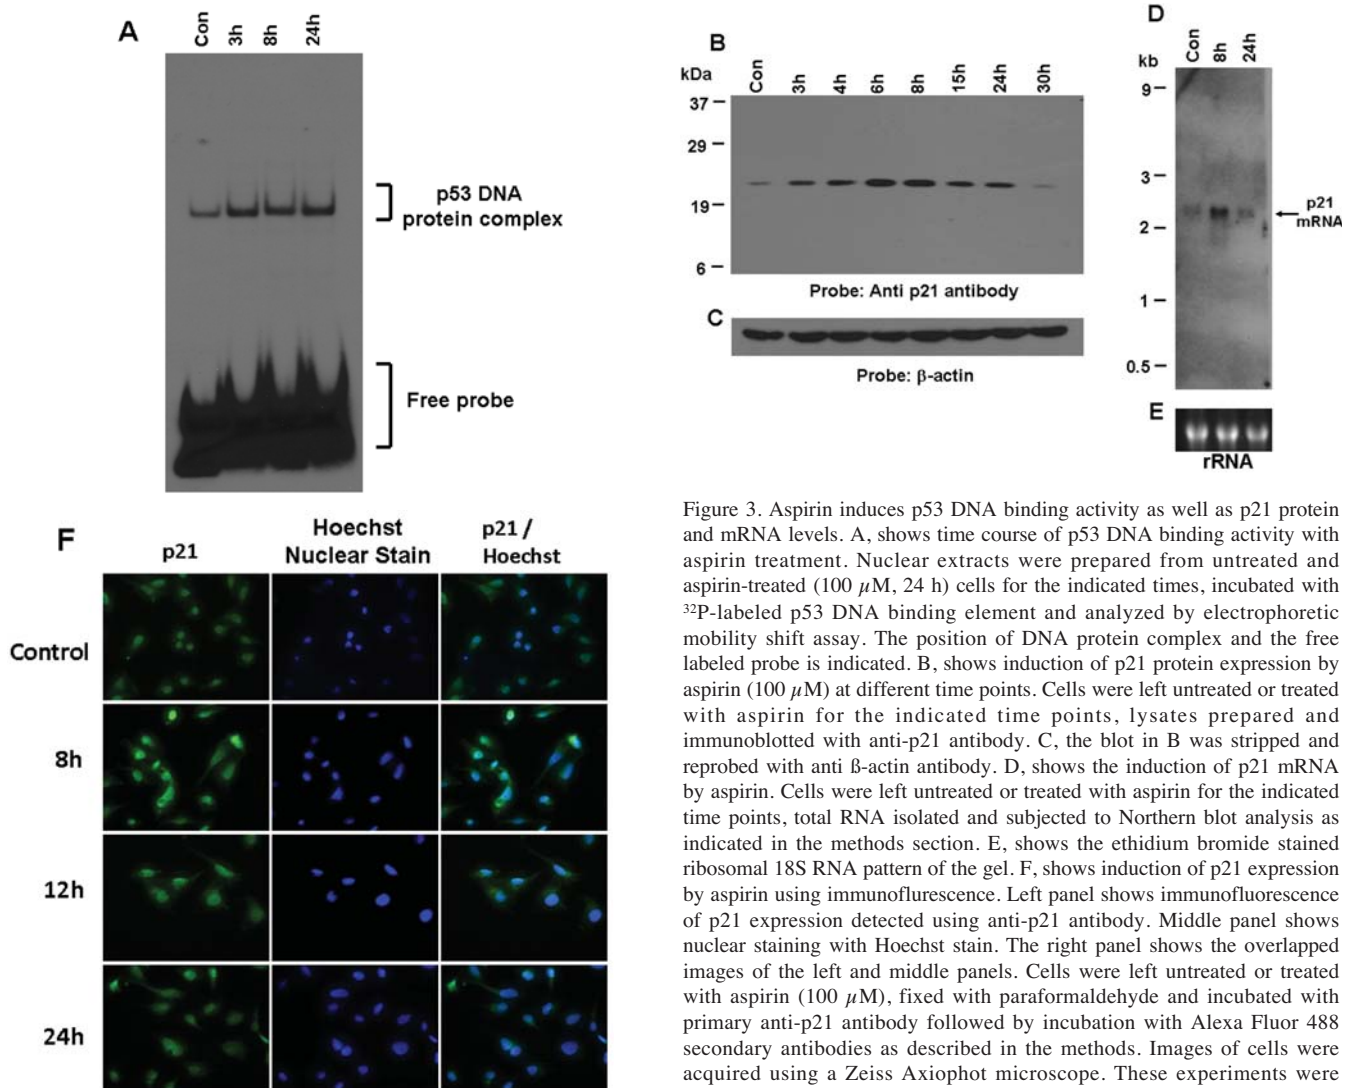 A
Con
3h
8h
24h
p53 DNA
protein complex
Free probe
B
kDa
Con
3h
4h
6h
8h
15h
24h
30h
37
29
19
6
Probe: Anti p21 antibody
C
Probe: β-actin
D
kb
Con
8h
24h
9
3
2
1
0.5
p21
mRNA
E
rRNA
F
p21
Hoechst
Nuclear Stain
p21 /
Hoechst
Control
8h
12h
24h
Figure 3. Aspirin induces p53 DNA binding activity as well as p21 protein
and mRNA levels. A, shows time course of p53 DNA binding activity with
aspirin treatment. Nuclear extracts were prepared from untreated and
aspirin-treated (100 µM, 24 h) cells for the indicated times, incubated with
³²P-labeled p53 DNA binding element and analyzed by electrophoretic
mobility shift assay. The position of DNA protein complex and the free
labeled probe is indicated. B, shows induction of p21 protein expression by
aspirin (100 µM) at different time points. Cells were left untreated or treated
with aspirin for the indicated time points, lysates prepared and
immunoblotted with anti-p21 antibody. C, the blot in B was stripped and
reprobed with anti ß-actin antibody. D, shows the induction of p21 mRNA
by aspirin. Cells were left untreated or treated with aspirin for the indicated
time points, total RNA isolated and subjected to Northern blot analysis as
indicated in the methods section. E, shows the ethidium bromide stained
ribosomal 18S RNA pattern of the gel. F, shows induction of p21 expression
by aspirin using immunoflurescence. Left panel shows immunofluorescence
of p21 expression detected using anti-p21 antibody. Middle panel shows
nuclear staining with Hoechst stain. The right panel shows the overlapped
images of the left and middle panels. Cells were left untreated or treated
with aspirin (100 µM), fixed with paraformaldehyde and incubated with
primary anti-p21 antibody followed by incubation with Alexa Fluor 488
secondary antibodies as described in the methods. Images of cells were
acquired using a Zeiss Axiophot microscope. These experiments were